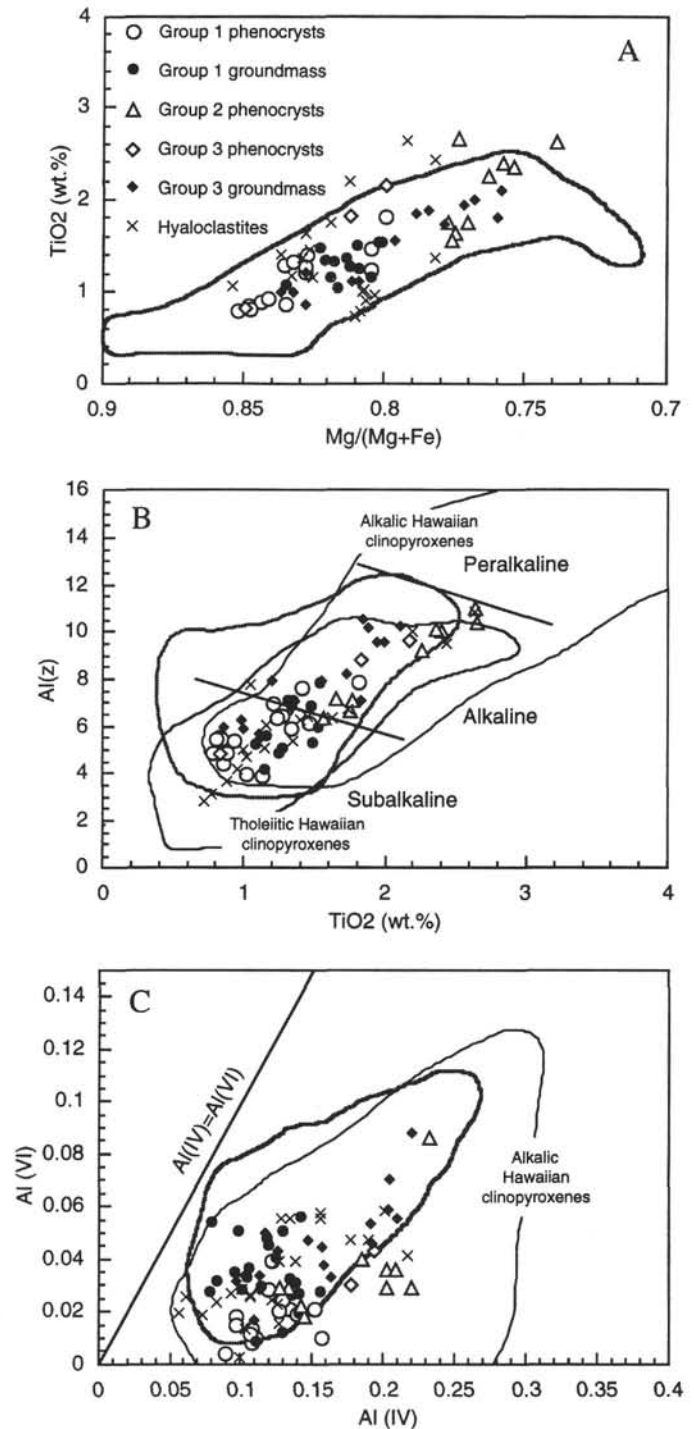 A
4
3
2
1
0
TiO2 (wt.%)
Group 1 phenocrysts
Group 1 groundmass
Group 2 phenocrysts
Group 3 phenocrysts
Group 3 groundmass
Hyaloclastites
0.9
0.85
0.8
0.75
0.7
Mg/(Mg+Fe)
B
16
14
12
10
8
6
4
2
0
Al(z)
Alkalic Hawaiian
clinopyroxenes
Peralkaline
Alkaline
Subalkaline
Tholeiitic Hawaiian
clinopyroxenes
0
1
2
3
4
TiO2 (wt.%)
C
0.14
0.12
0.1
0.08
0.06
0.04
0.02
0
Al (VI)
Al(IV)=Al(VI)
Alkalic
Hawaiian
clinopyroxenes
0
0.05
0.1
0.15
0.2
0.25
0.3
0.35
0.4
Al (IV)